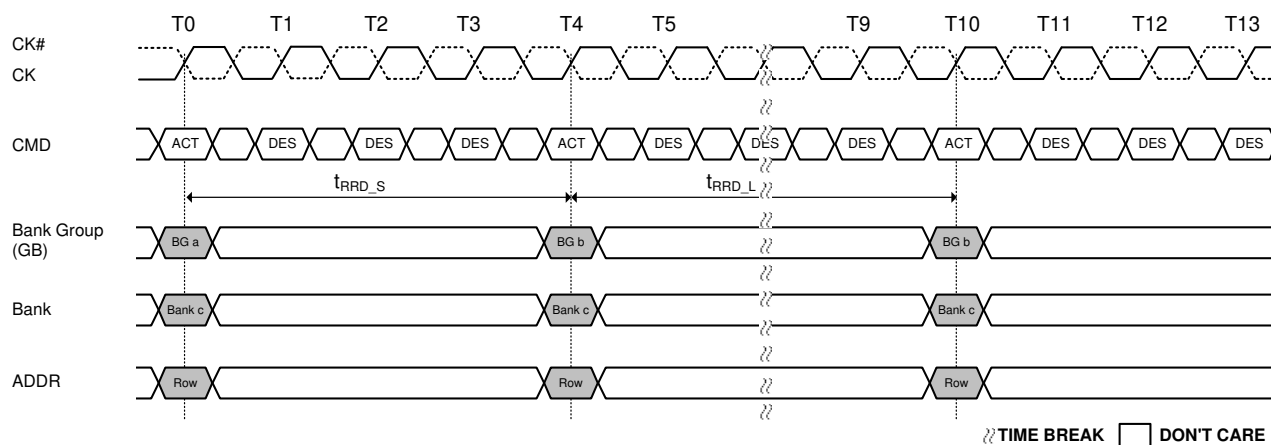 T0 T1 T2 T3 T4 T5 T9 T10 T11 T12 T13
CK#
CK
CMD ACT DES DES DES ACT DES DES DES ACT DES DES DES
tRRD_S tRRD_L
Bank Group
(GB)
BG a BG b BG b
Bank Bank c Bank c Bank c
ADDR Row Row Row
TIME BREAK DON'T CARE